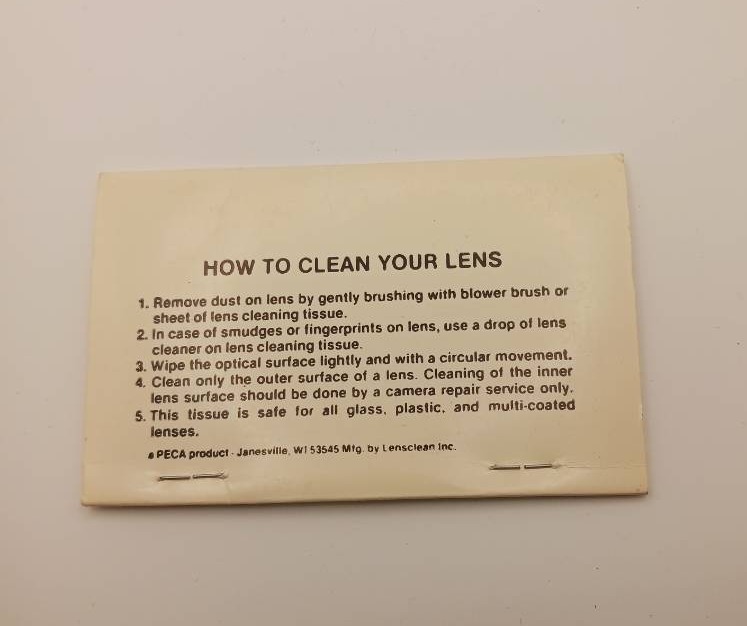 HOW TO CLEAN YOUR LENS
1. Remove dust on lens by gently brushing with blower brush or
sheet of lens cleaning tissue.
2. In case of smudges or fingerprints on lens, use a drop of lens
cleaner on lens cleaning tissue.
3. Wipe the optical surface lightly and with a circular movement.
4. Clean only the outer surface of a lens. Cleaning of the inner
lens surface should be done by a camera repair service only.
5. This tissue is safe for all glass, plastic, and multi-coated
lenses.
a PECA product - Janesville, WI 53545 Mfg. by Lensclean Inc.